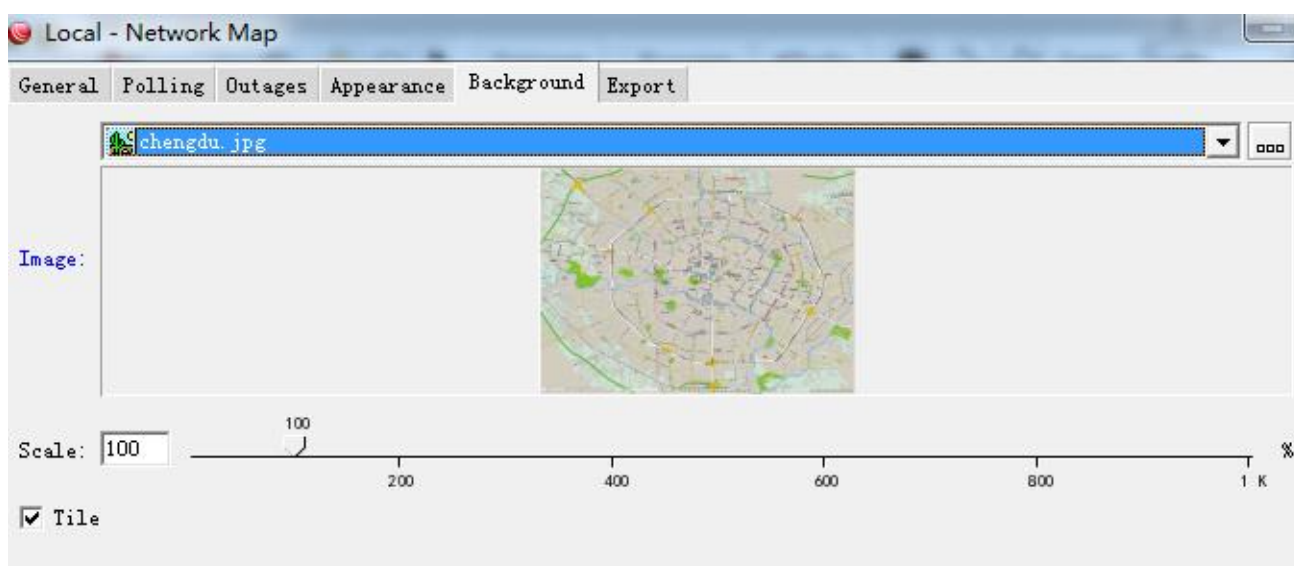 Local - Network Map
General Polling Outages Appearance Background Export
chengdu.jpg
Image:
100
Scale: 100 %
200 400 600 800 1 K
Tile